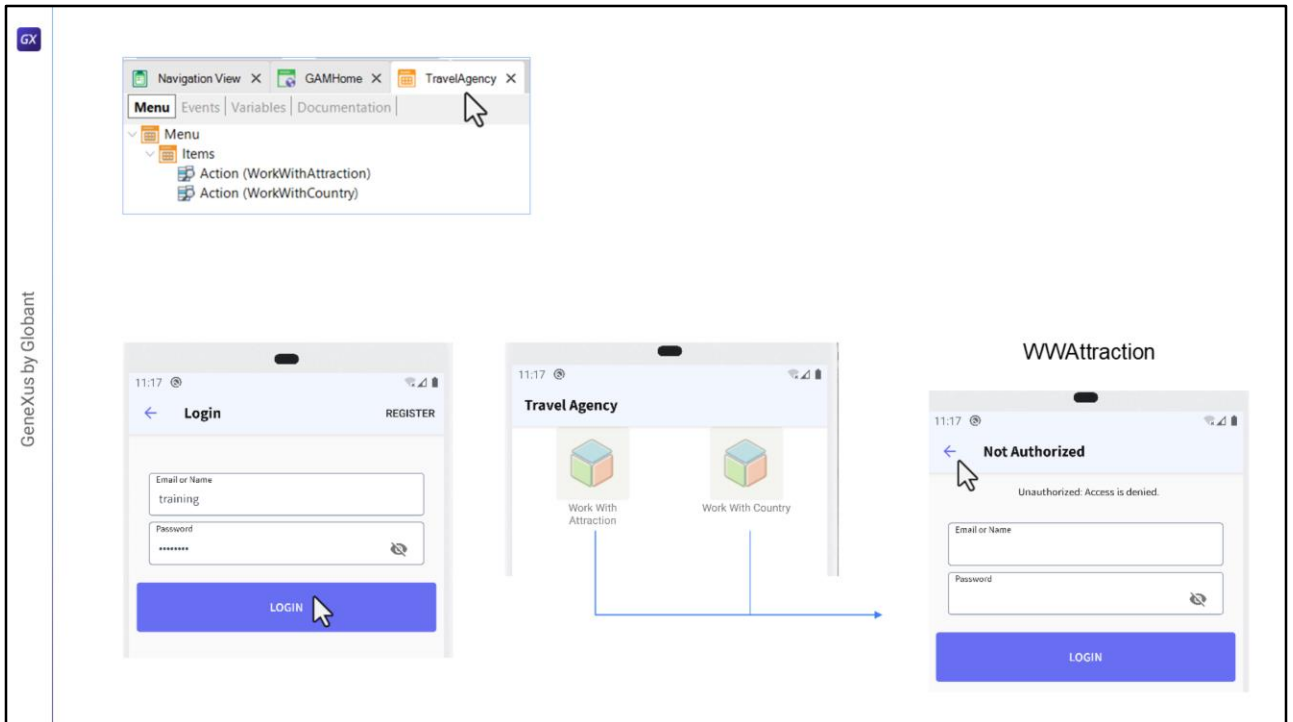 GX
GeneXus by Globant
Navigation View X GAMHome X TravelAgency X
Menu Events Variables Documentation
Menu
Items
Action (WorkWithAttraction)
Action (WorkWithCountry)
11:17
Login REGISTER
Email or Name
training
Password
••••••••
LOGIN
11:17
Travel Agency
Work With
Attraction
Work With Country
WWAttraction
11:17
Not Authorized
Unauthorized: Access is denied.
Email or Name
Password
LOGIN